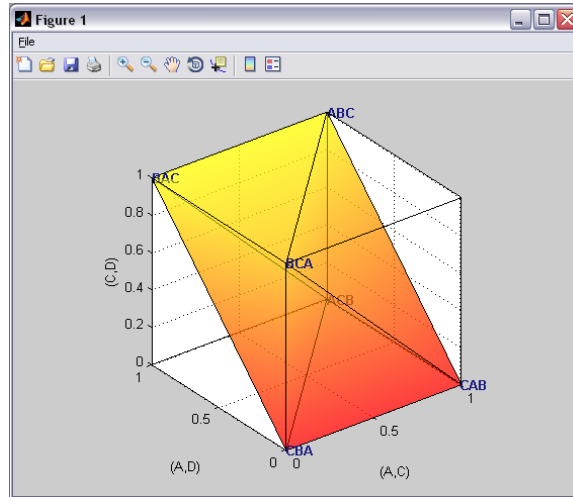 Figure 1
File
ABC
BAC
1
0.8
0.6
0.4
0.2
0
(C,D)
BCA
ACB
CAB
1
0.5
0
(A,D)
CBA
0
0.5
1
(A,C)